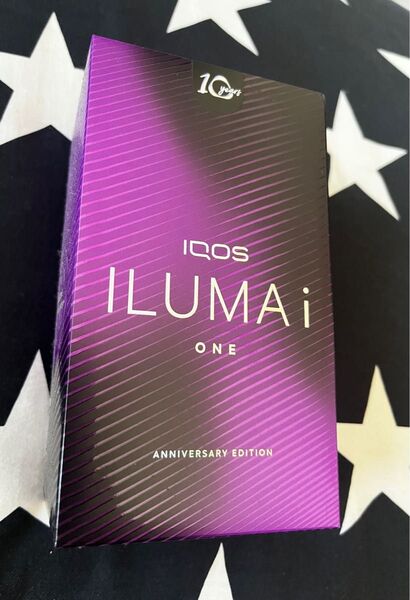 10 years
IQOS
ILUMA i
ONE
ANNIVERSARY EDITION